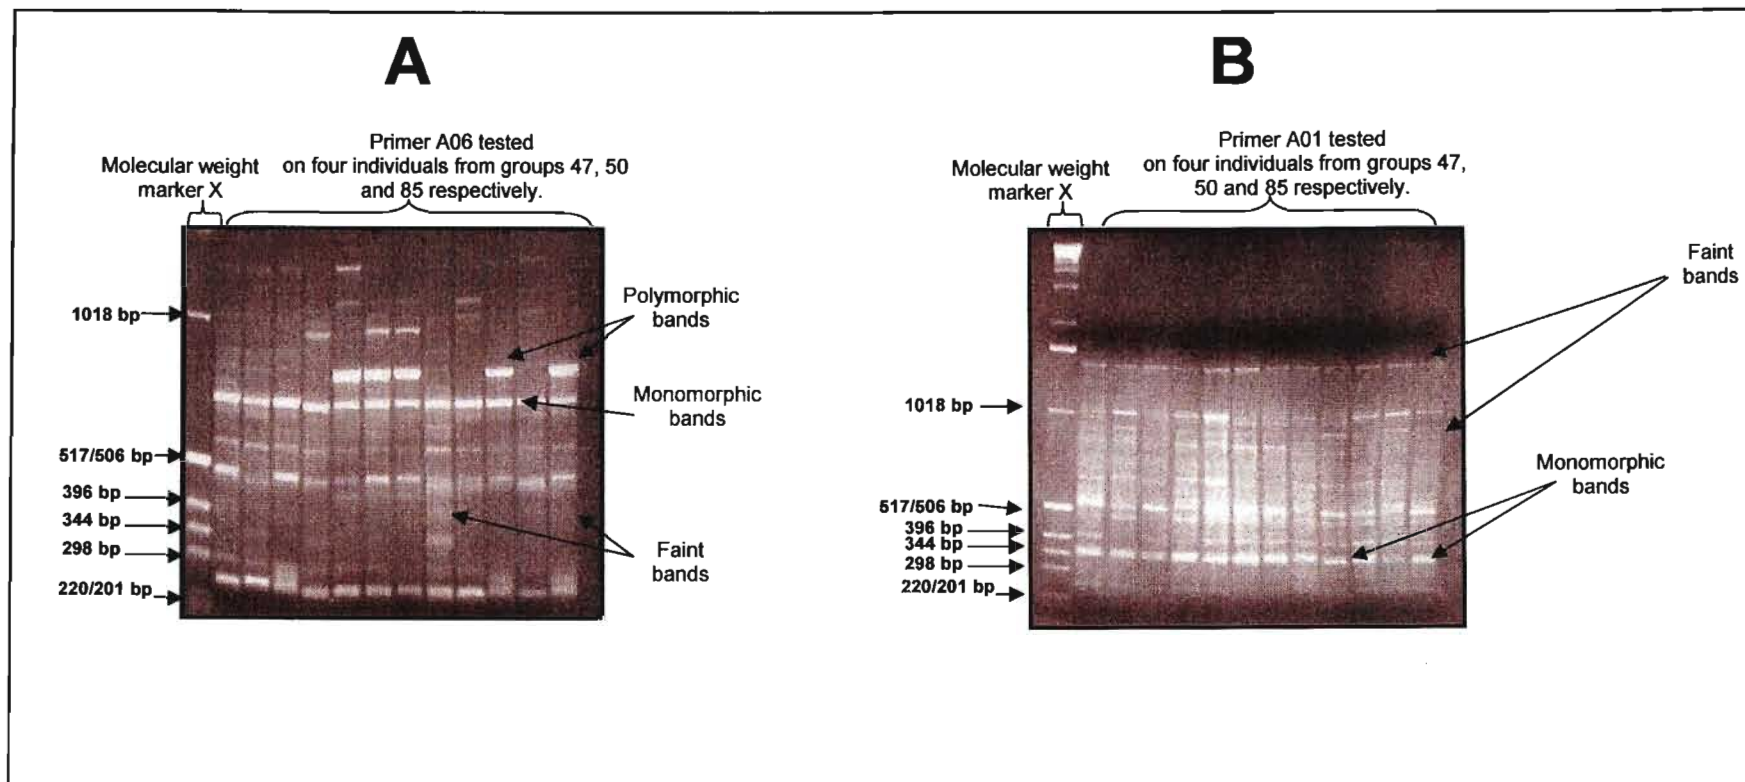 A
Primer A06 tested
on four individuals from groups 47, 50
and 85 respectively.
Molecular weight
marker X
1018 bp
517/506 bp
396 bp
344 bp
298 bp
220/201 bp
Polymorphic
bands
Monomorphic
bands
Faint
bands
B
Primer A01 tested
on four individuals from groups 47,
50 and 85 respectively.
Molecular weight
marker X
1018 bp
517/506 bp
396 bp
344 bp
298 bp
220/201 bp
Faint
bands
Monomorphic
bands